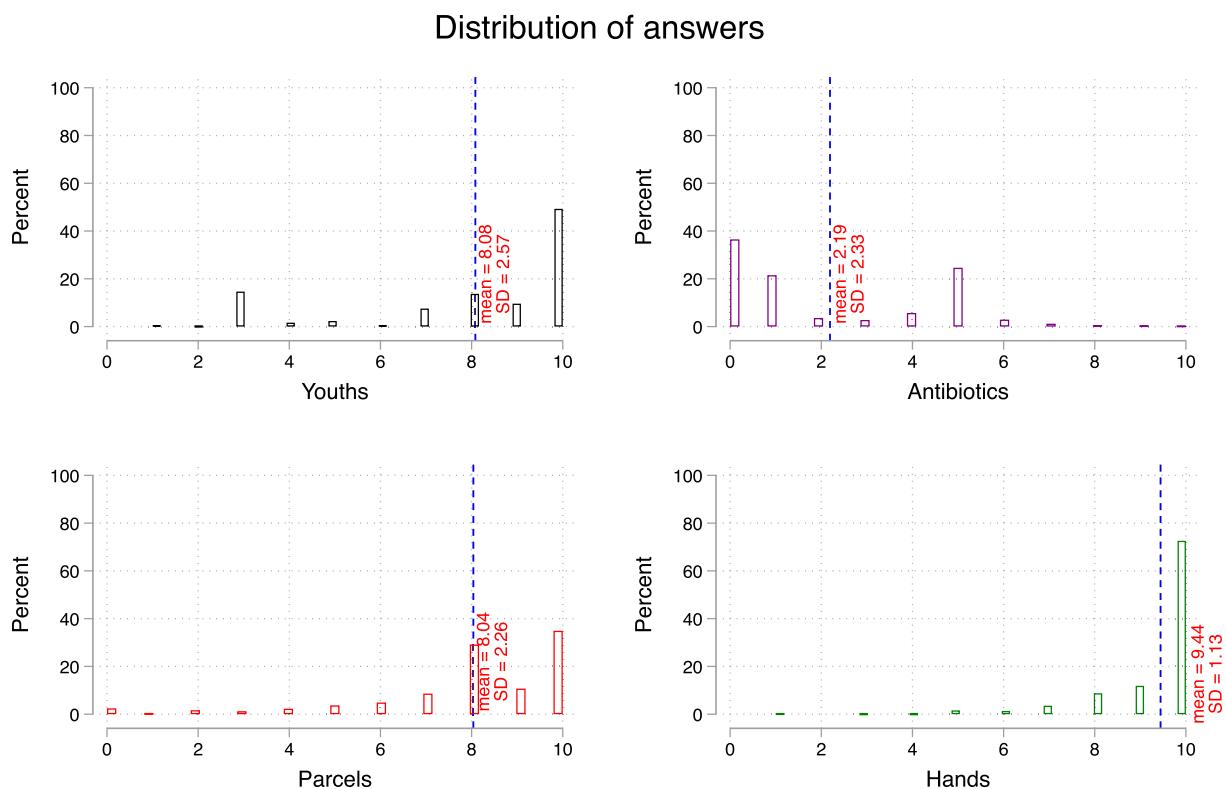 Distribution of answers
100
80
60
40
20
0
Percent
mean = 8.08
SD = 2.57
0 2 4 6 8 10
Youths
100
80
60
40
20
0
Percent
mean = 2.19
SD = 2.33
0 2 4 6 8 10
Antibiotics
100
80
60
40
20
0
Percent
mean = 8.04
SD = 2.26
0 2 4 6 8 10
Parcels
100
80
60
40
20
0
Percent
mean = 9.44
SD = 1.13
0 2 4 6 8 10
Hands